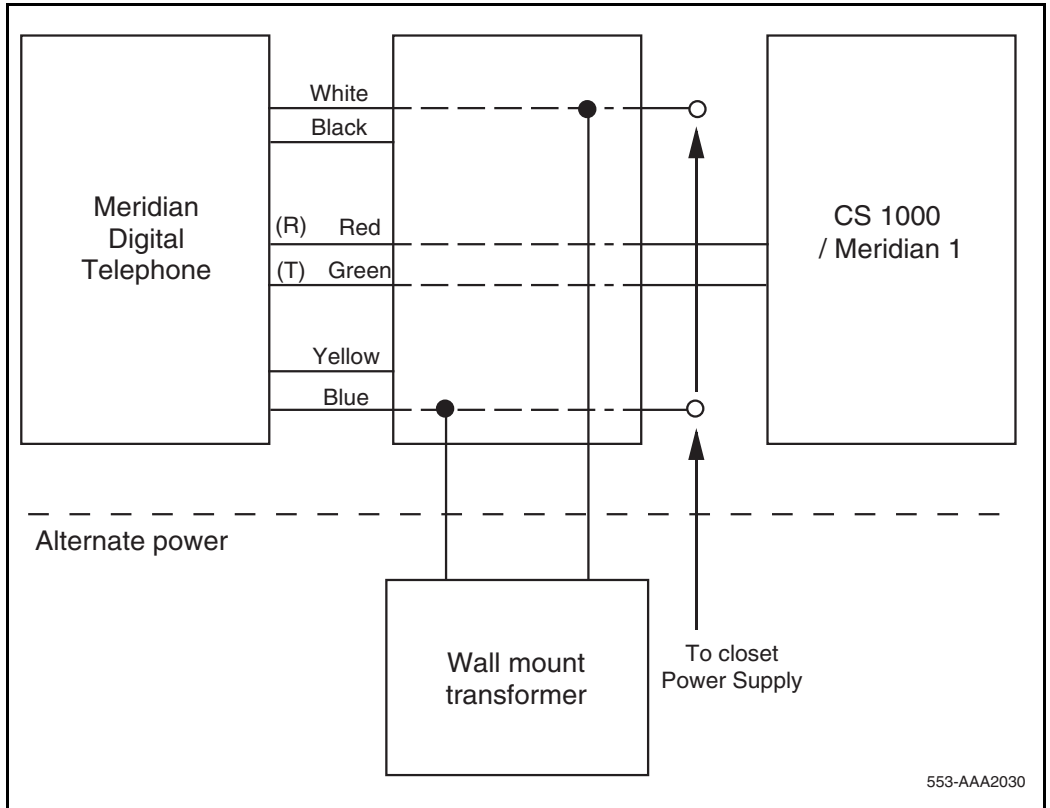 White
Black
Meridian
Digital
Telephone
(R) Red
(T) Green
CS 1000
/ Meridian 1
Yellow
Blue
Alternate power
Wall mount
transformer
To closet
Power Supply
553-AAA2030